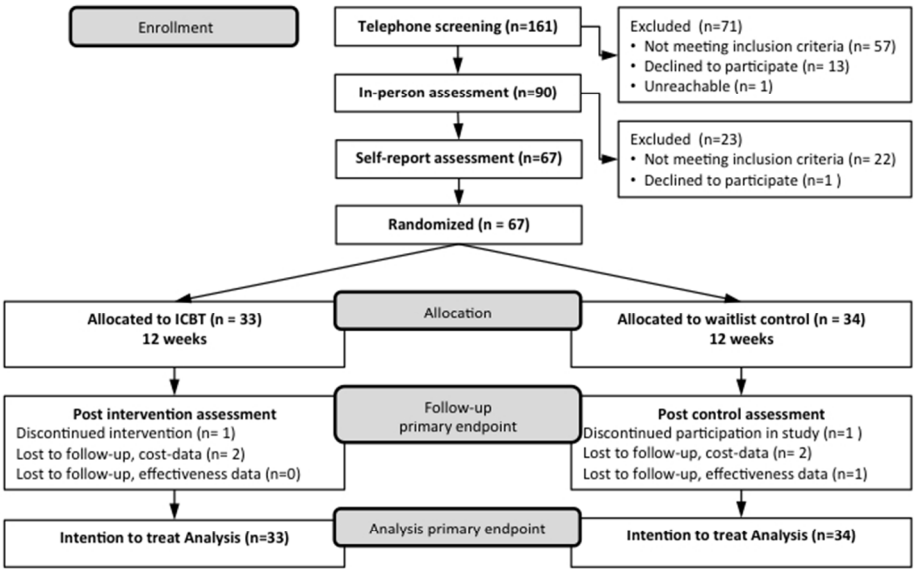 Enrollment
Telephone screening (n=161)
Excluded (n=71)
• Not meeting inclusion criteria (n= 57)
• Declined to participate (n= 13)
• Unreachable (n= 1)
In-person assessment (n=90)
Excluded (n=23)
• Not meeting inclusion criteria (n= 22)
• Declined to participate (n=1 )
Self-report assessment (n=67)
Randomized (n = 67)
Allocation
Allocated to ICBT (n = 33)
12 weeks
Allocated to waitlist control (n = 34)
12 weeks
Follow-up
primary endpoint
Post intervention assessment
Discontinued intervention (n= 1)
Lost to follow-up, cost-data (n= 2)
Lost to follow-up, effectiveness data (n=0)
Post control assessment
Discontinued participation in study (n=1 )
Lost to follow-up, cost-data (n= 2)
Lost to follow-up, effectiveness data (n=1)
Analysis primary endpoint
Intention to treat Analysis (n=33)
Intention to treat Analysis (n=34)